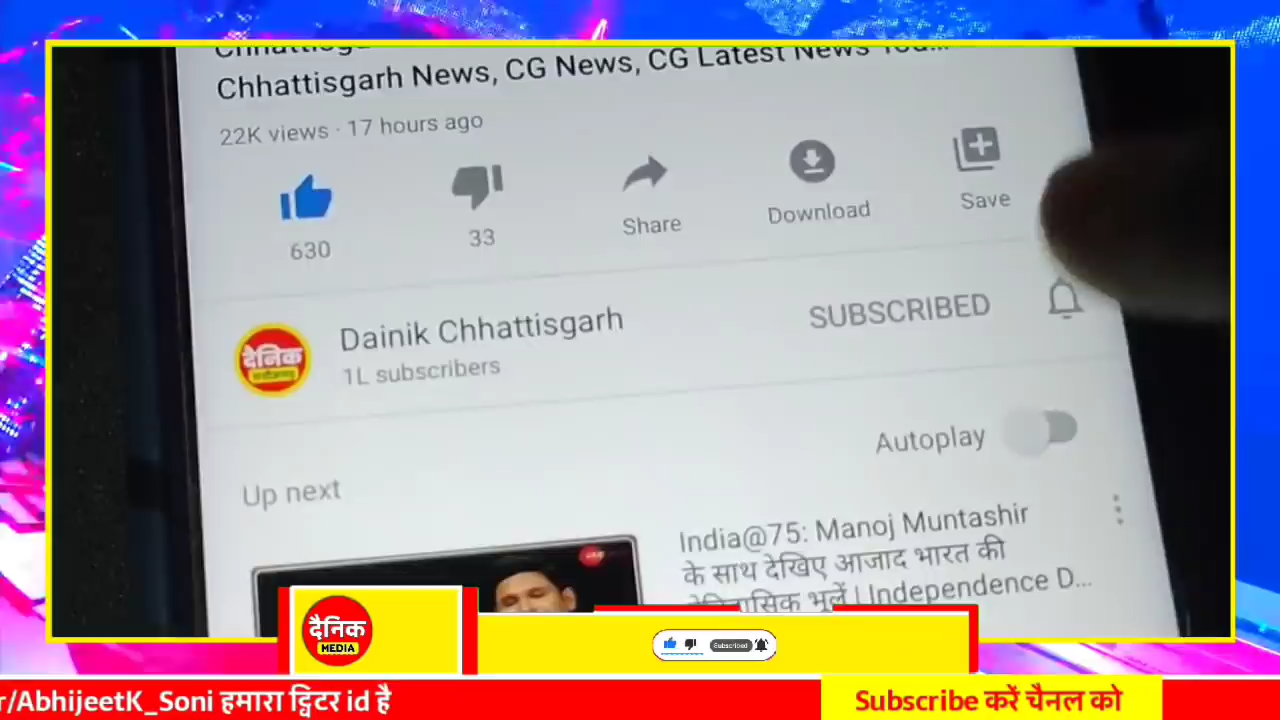 Chhattisgarh News, CG News, CG Latest News You...
22K views · 17 hours ago
630
33
Share
Download
Save
दैनिक
Dainik Chhattisgarh
1L subscribers
SUBSCRIBED
Autoplay
Up next
India@75: Manoj Muntashir
के साथ देखिए आजाद भारत की
भूलें | Independence D...
दैनिक
MEDIA
Subscribed
r/AbhijeetK_Soni हमारा ट्विटर id है
Subscribe करें चैनल को